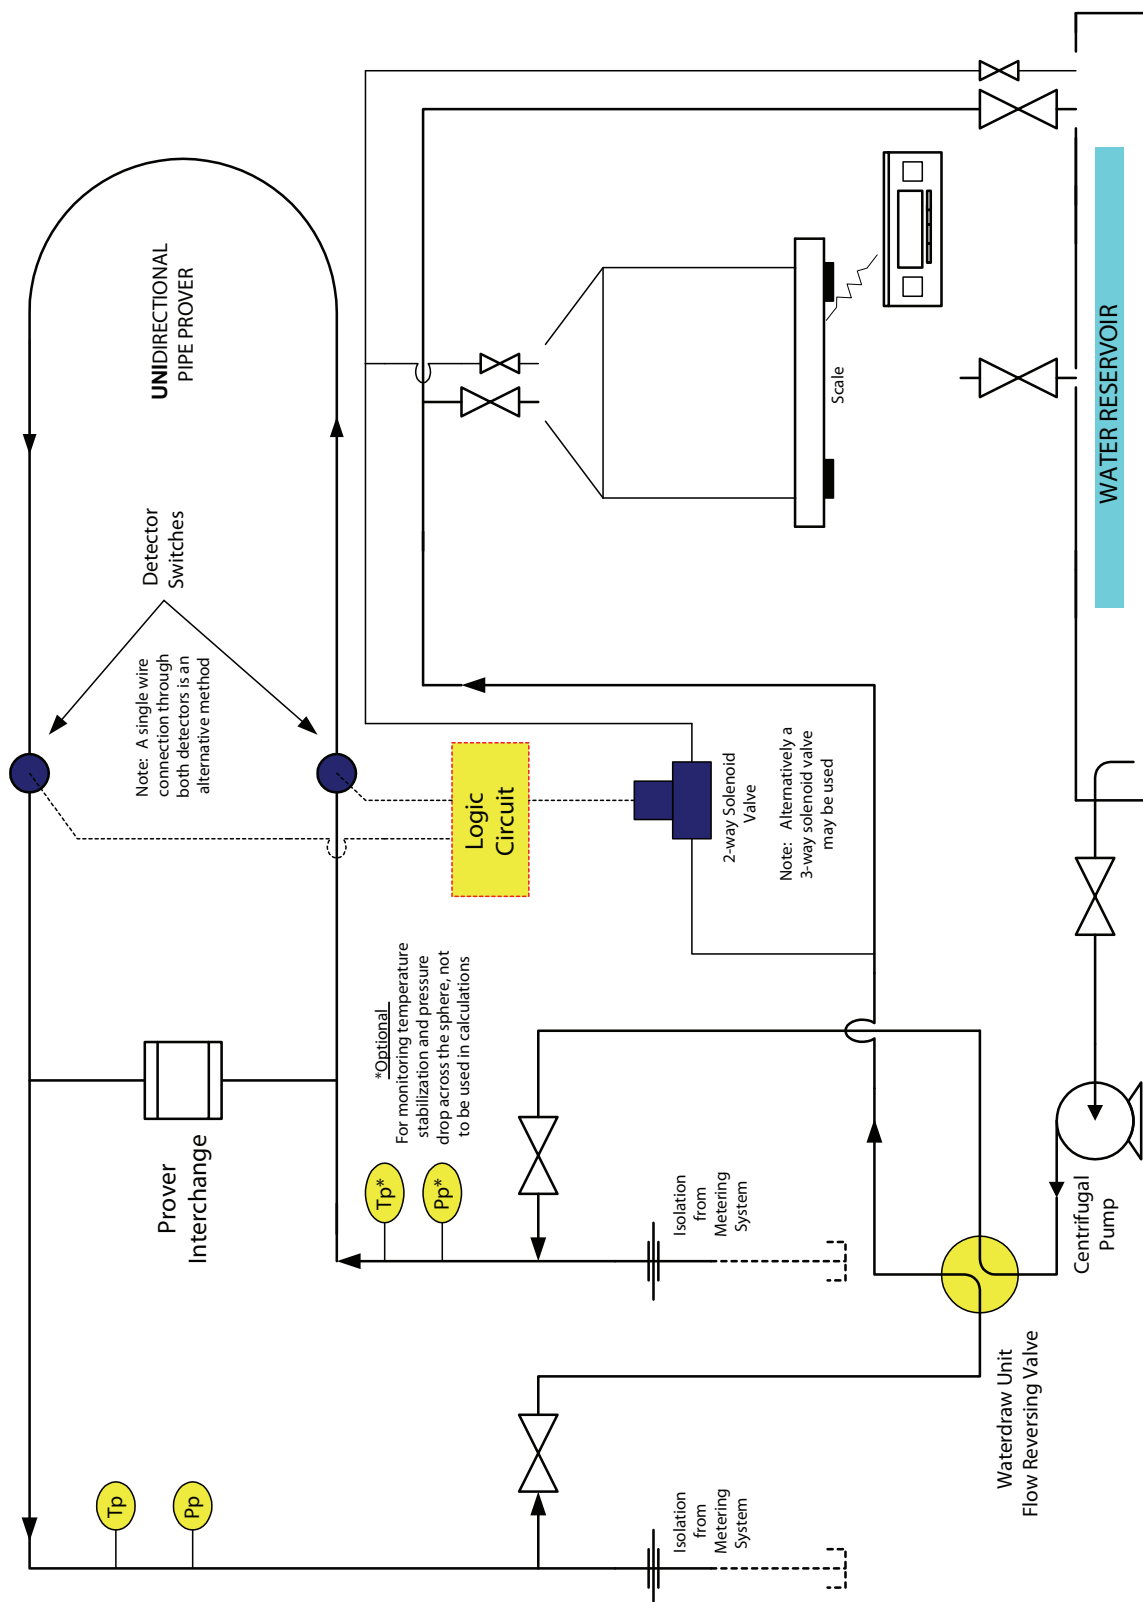 UNIDIRECTIONAL
PIPE PROVER
Detector
Switches
Note: A single wire
connection through
both detectors is an
alternative method
Prover
Interchange
Tp
Pp
*Optional
For monitoring temperature
stabilization and pressure
drop across the sphere, not
to be used in calculations
Tp*
Pp*
Logic
Circuit
2-way Solenoid
Valve
Note: Alternatively a
3-way solenoid valve
may be used
Scale
Isolation
from
Metering
System
Isolation
from
Metering
System
Waterdraw Unit
Flow Reversing Valve
Centrifugal
Pump
WATER RESERVOIR